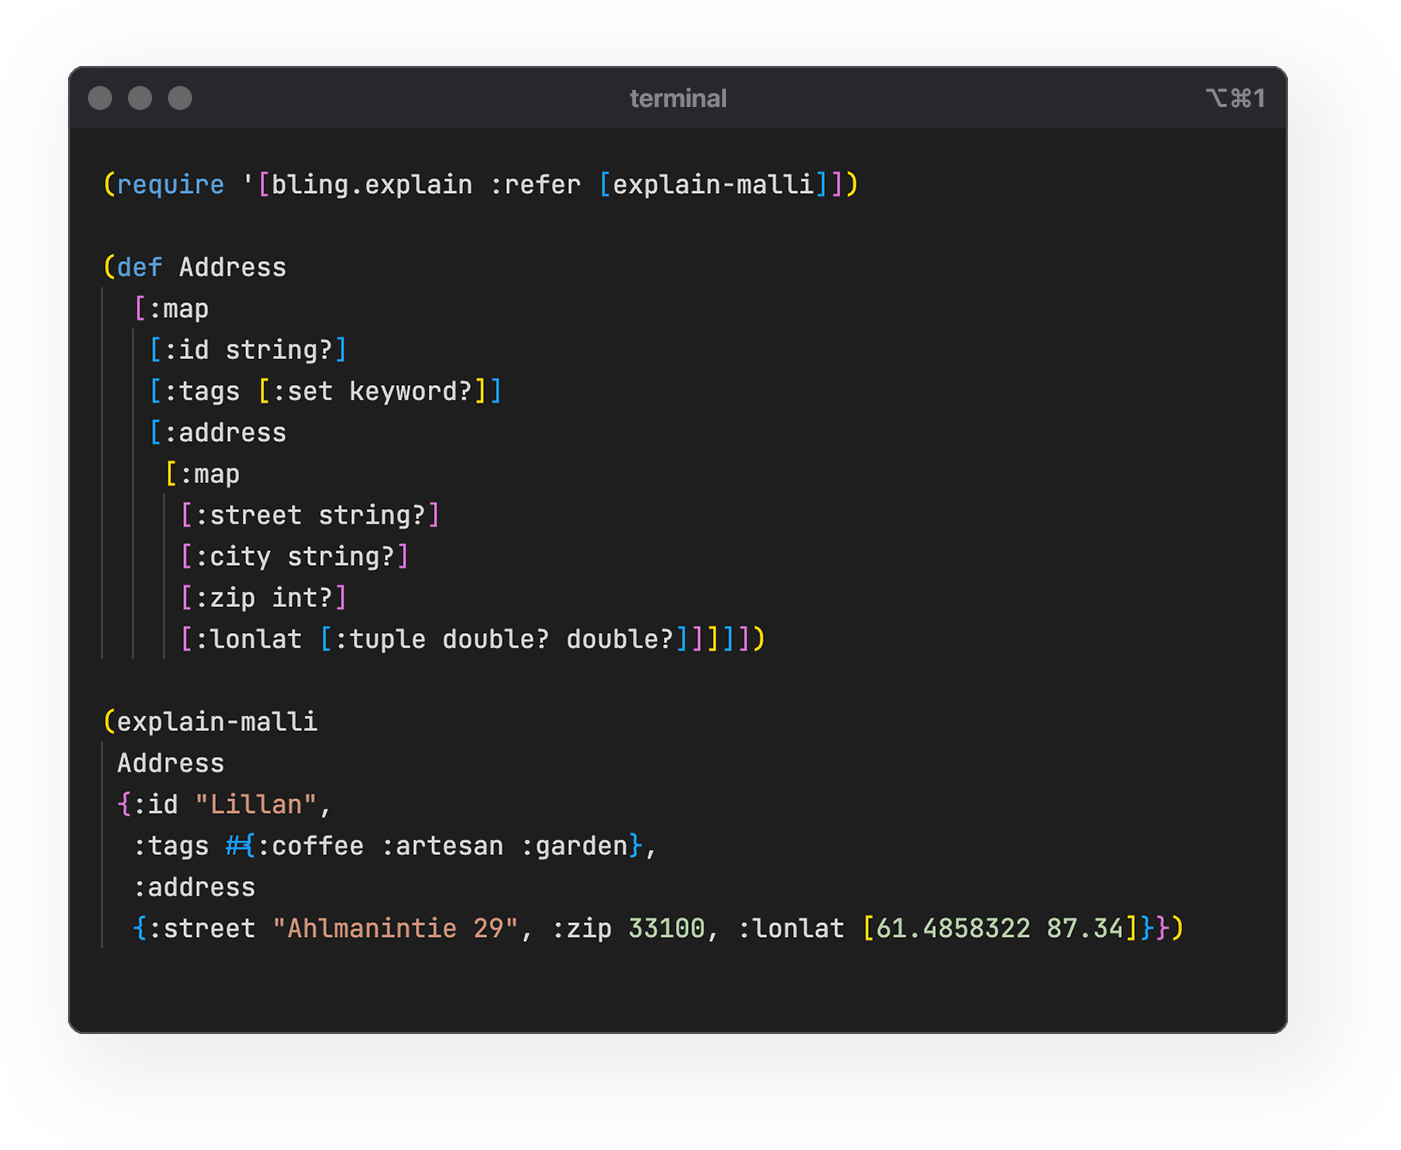 terminal ⌥⌘1
(require '[bling.explain :refer [explain-malli]])
(def Address
  [:map
   [:id string?]
   [:tags [:set keyword?]]
   [:address
    [:map
     [:street string?]
     [:city string?]
     [:zip int?]
     [:lonlat [:tuple double? double?]]]]]])
(explain-malli
 Address
 {:id "Lillan",
  :tags #{:coffee :artesan :garden},
  :address
  {:street "Ahlmanintie 29", :zip 33100, :lonlat [61.4858322 87.34]}})